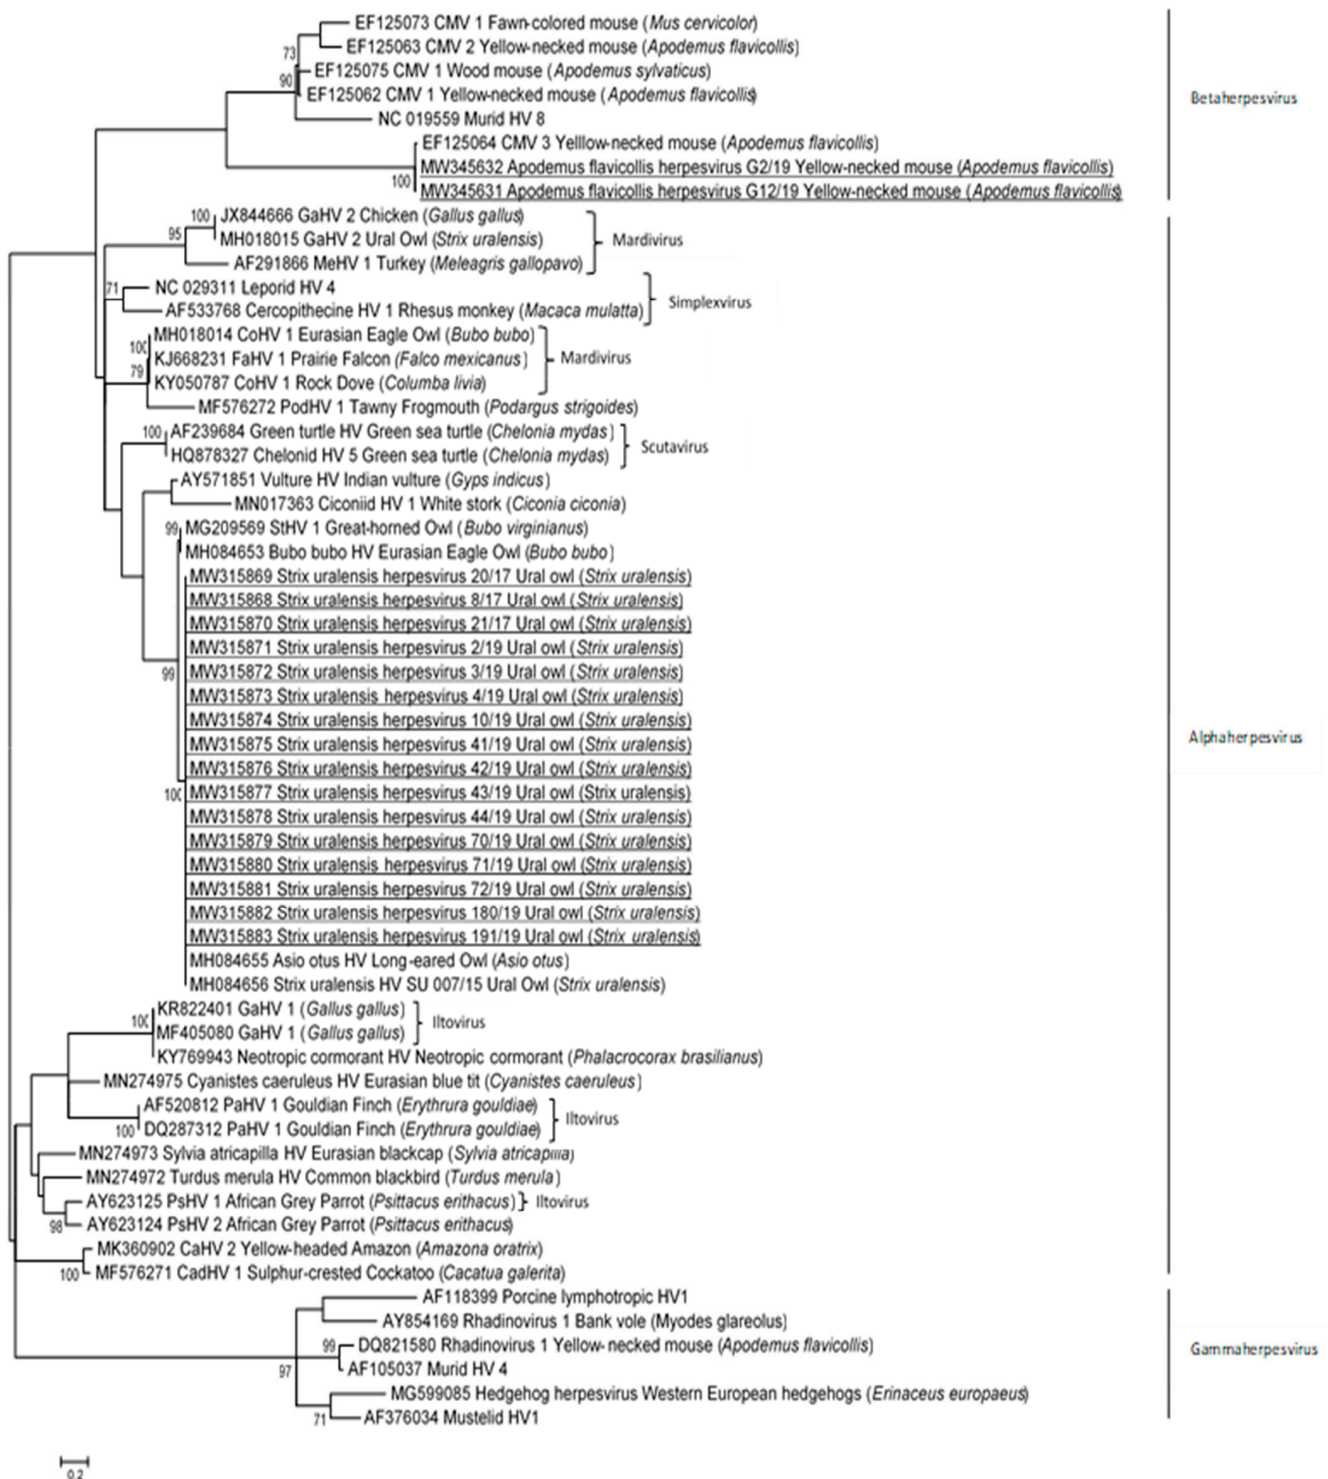 EF125073 CMV 1 Fawn-colored mouse (Mus cervicolor)
73
EF125063 CMV 2 Yellow-necked mouse (Apodemus flavicollis)
EF125075 CMV 1 Wood mouse (Apodemus sylvaticus)
90
EF125062 CMV 1 Yellow-necked mouse (Apodemus flavicollis)
Betaherpesvirus
NC 019559 Murid HV 8
EF125064 CMV 3 Yelllow-necked mouse (Apodemus flavicollis)
MW345632 Apodemus flavicollis herpesvirus G2/19 Yellow-necked mouse (Apodemus flavicollis)
100
MW345631 Apodemus flavicollis herpesvirus G12/19 Yellow-necked mouse (Apodemus flavicollis)
100 JX844666 GaHV 2 Chicken (Gallus gallus)
95
MH018015 GaHV 2 Ural Owl (Strix uralensis)
Mardivirus
AF291866 MeHV 1 Turkey (Meleagris gallopavo)
71 NC 029311 Leporid HV 4
Simplexvirus
AF533768 Cercopithecine HV 1 Rhesus monkey (Macaca mulatta)
MH018014 CoHV 1 Eurasian Eagle Owl (Bubo bubo)
100
KJ668231 FaHV 1 Prairie Falcon (Falco mexicanus)
Mardivirus
79
KY050787 CoHV 1 Rock Dove (Columba livia)
MF576272 PodHV 1 Tawny Frogmouth (Podargus strigoides)
100 AF239684 Green turtle HV Green sea turtle (Chelonia mydas)
Scutavirus
HQ878327 Chelonid HV 5 Green sea turtle (Chelonia mydas)
AY571851 Vulture HV Indian vulture (Gyps indicus)
MN017363 Ciconiid HV 1 White stork (Ciconia ciconia)
99 MG209569 StHV 1 Great-horned Owl (Bubo virginianus)
MH084653 Bubo bubo HV Eurasian Eagle Owl (Bubo bubo)
MW315869 Strix uralensis herpesvirus 20/17 Ural owl (Strix uralensis)
MW315868 Strix uralensis herpesvirus 8/17 Ural owl (Strix uralensis)
MW315870 Strix uralensis herpesvirus 21/17 Ural owl (Strix uralensis)
MW315871 Strix uralensis herpesvirus 2/19 Ural owl (Strix uralensis)
99
MW315872 Strix uralensis herpesvirus 3/19 Ural owl (Strix uralensis)
MW315873 Strix uralensis herpesvirus 4/19 Ural owl (Strix uralensis)
MW315874 Strix uralensis herpesvirus 10/19 Ural owl (Strix uralensis)
Alphaherpesvirus
MW315875 Strix uralensis herpesvirus 41/19 Ural owl (Strix uralensis)
MW315876 Strix uralensis herpesvirus 42/19 Ural owl (Strix uralensis)
100
MW315877 Strix uralensis herpesvirus 43/19 Ural owl (Strix uralensis)
MW315878 Strix uralensis herpesvirus 44/19 Ural owl (Strix uralensis)
MW315879 Strix uralensis herpesvirus 70/19 Ural owl (Strix uralensis)
MW315880 Strix uralensis herpesvirus 71/19 Ural owl (Strix uralensis)
MW315881 Strix uralensis herpesvirus 72/19 Ural owl (Strix uralensis)
MW315882 Strix uralensis herpesvirus 180/19 Ural owl (Strix uralensis)
MW315883 Strix uralensis herpesvirus 191/19 Ural owl (Strix uralensis)
MH084655 Asio otus HV Long-eared Owl (Asio otus)
MH084656 Strix uralensis HV SU 007/15 Ural Owl (Strix uralensis)
KR822401 GaHV 1 (Gallus gallus)
100
Iltovirus
MF405080 GaHV 1 (Gallus gallus)
KY769943 Neotropic cormorant HV Neotropic cormorant (Phalacrocorax brasilianus)
MN274975 Cyanistes caeruleus HV Eurasian blue tit (Cyanistes caeruleus)
AF520812 PaHV 1 Gouldian Finch (Erythrura gouldiae)
Iltovirus
100 DQ287312 PaHV 1 Gouldian Finch (Erythrura gouldiae)
MN274973 Sylvia atricapilla HV Eurasian blackcap (Sylvia atricapilla)
MN274972 Turdus merula HV Common blackbird (Turdus merula)
AY623125 PsHV 1 African Grey Parrot (Psittacus erithacus)
Iltovirus
98 AY623124 PsHV 2 African Grey Parrot (Psittacus erithacus)
MK360902 CaHV 2 Yellow-headed Amazon (Amazona oratrix)
100 MF576271 CadHV 1 Sulphur-crested Cockatoo (Cacatua galerita)
AF118399 Porcine lymphotropic HV1
AY854169 Rhadinovirus 1 Bank vole (Myodes glareolus)
99 DQ821580 Rhadinovirus 1 Yellow-necked mouse (Apodemus flavicollis)
Gammaherpesvirus
97
AF105037 Murid HV 4
MG599085 Hedgehog herpesvirus Western European hedgehogs (Erinaceus europaeus)
71 AF376034 Mustelid HV1
0.2